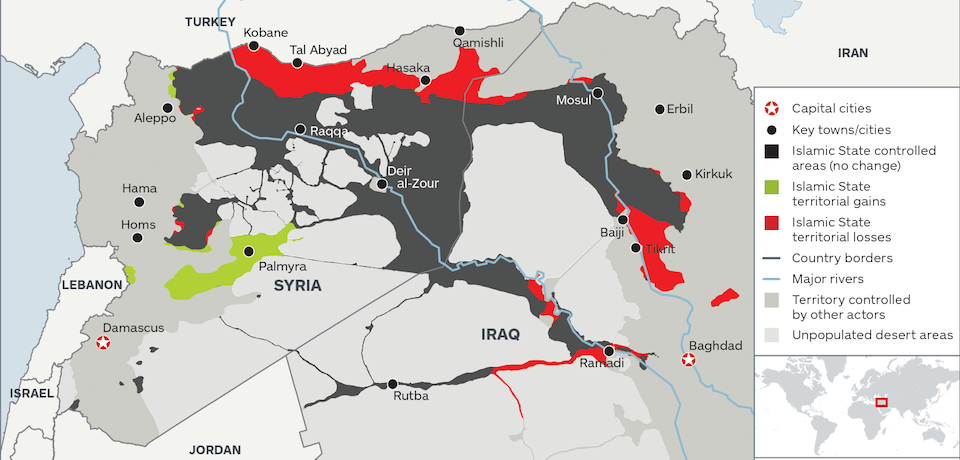 TURKEY
Kobane
Tal Abyad
Qamishli
Hasaka
IRAN
Mosul
Aleppo
Erbil
Raqqa
Deir
al-Zour
Kirkuk
Hama
Homs
Baiji
Tikrit
Palmyra
LEBANON
SYRIA
IRAQ
Damascus
Baghdad
Ramadi
Rutba
ISRAEL
JORDAN
Capital cities
Key towns/cities
Islamic State controlled
areas (no change)
Islamic State
territorial gains
Islamic State
territorial losses
Country borders
Major rivers
Territory controlled
by other actors
Unpopulated desert areas